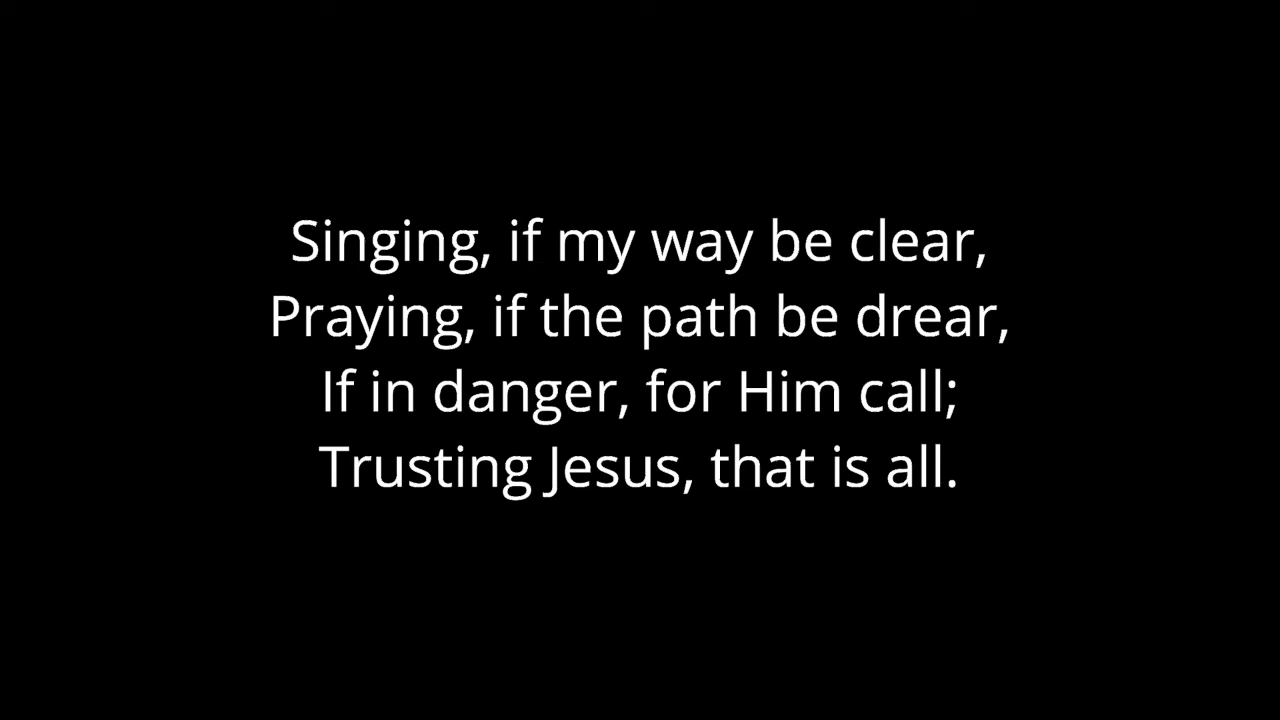 Singing, if my way be clear,
Praying, if the path be drear,
If in danger, for Him call;
Trusting Jesus, that is all.